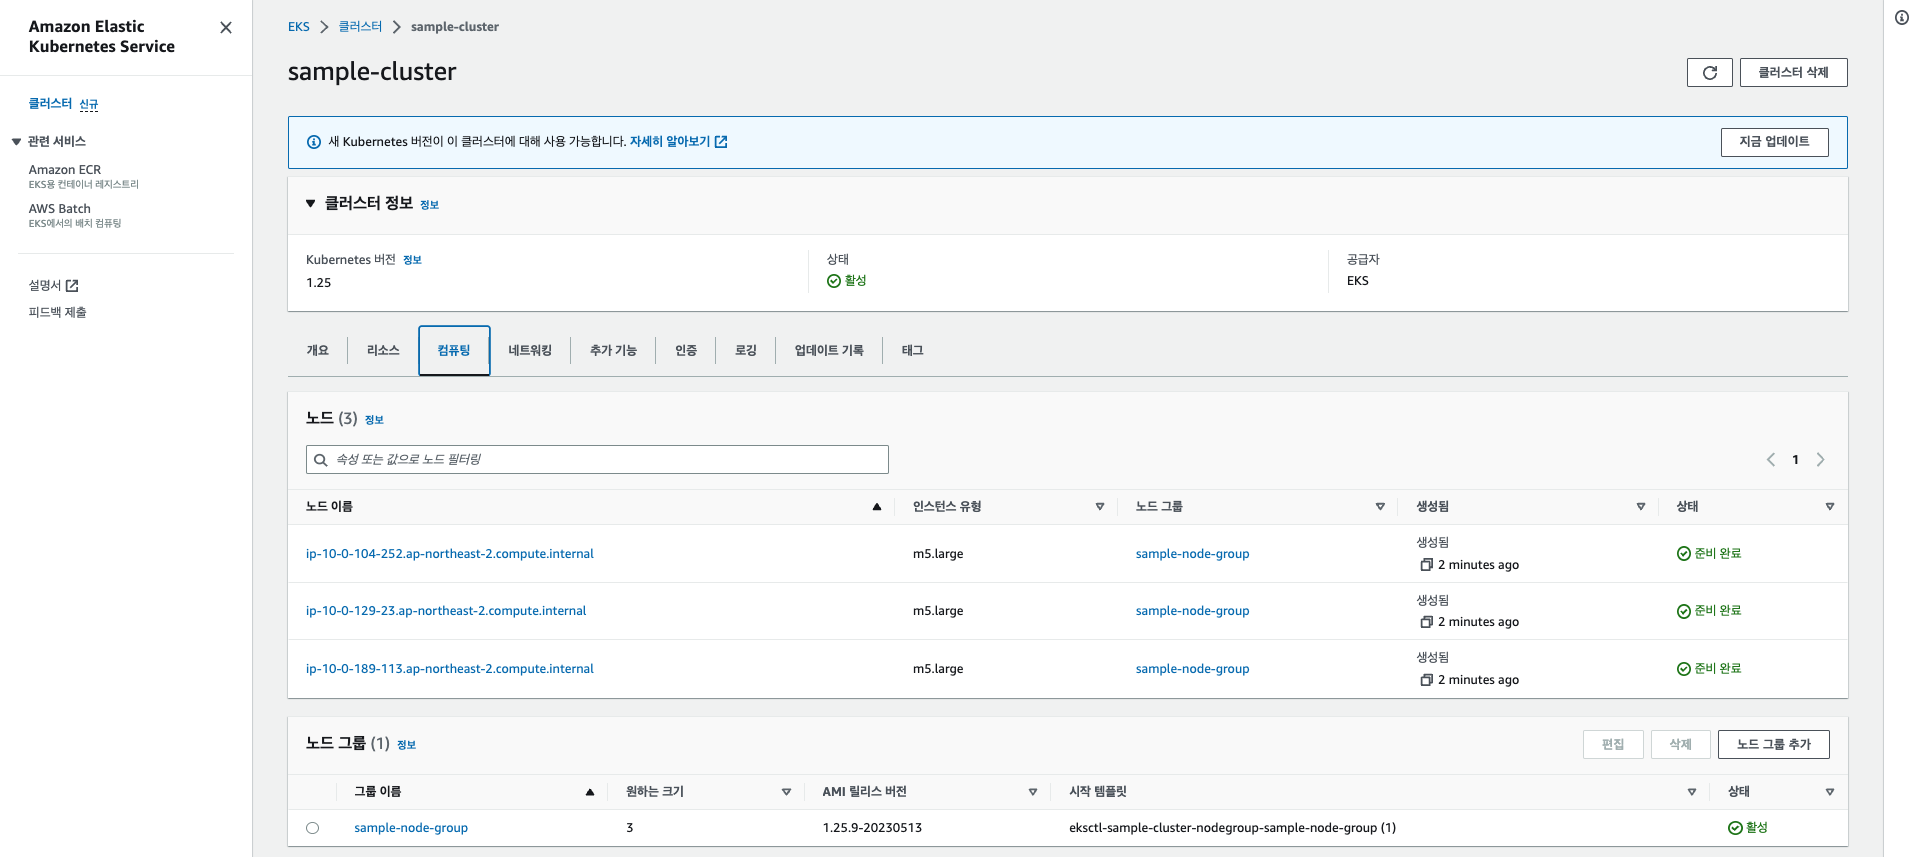 Amazon Elastic
Kubernetes Service
클러스터 신규
관련 서비스
Amazon ECR
EKS용 컨테이너 레지스트리
AWS Batch
EKS에서의 배치 컴퓨팅
설명서
피드백 제출
EKS 클러스터 sample-cluster
sample-cluster
클러스터 삭제
새 Kubernetes 버전이 이 클러스터에 대해 사용 가능합니다. 자세히 알아보기
지금 업데이트
클러스터 정보 정보
Kubernetes 버전 정보
1.25
상태
활성
공급자
EKS
개요 리소스 컴퓨팅 네트워킹 추가 기능 인증 로깅 업데이트 기록 태그
노드 (3) 정보
속성 또는 값으로 노드 필터링
1
노드 이름 인스턴스 유형 노드 그룹 생성됨 상태
ip-10-0-104-252.ap-northeast-2.compute.internal m5.large sample-node-group 생성됨 2 minutes ago 준비 완료
ip-10-0-129-23.ap-northeast-2.compute.internal m5.large sample-node-group 생성됨 2 minutes ago 준비 완료
ip-10-0-189-113.ap-northeast-2.compute.internal m5.large sample-node-group 생성됨 2 minutes ago 준비 완료
노드 그룹 (1) 정보
편집 삭제 노드 그룹 추가
그룹 이름 원하는 크기 AMI 릴리스 버전 시작 템플릿 상태
sample-node-group 3 1.25.9-20230513 eksctl-sample-cluster-nodegroup-sample-node-group (1) 활성